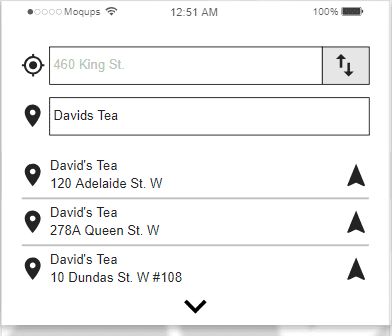 Moqups 12:51 AM 100%
460 King St.
Davids Tea
David's Tea
120 Adelaide St. W
David's Tea
278A Queen St. W
David's Tea
10 Dundas St. W #108